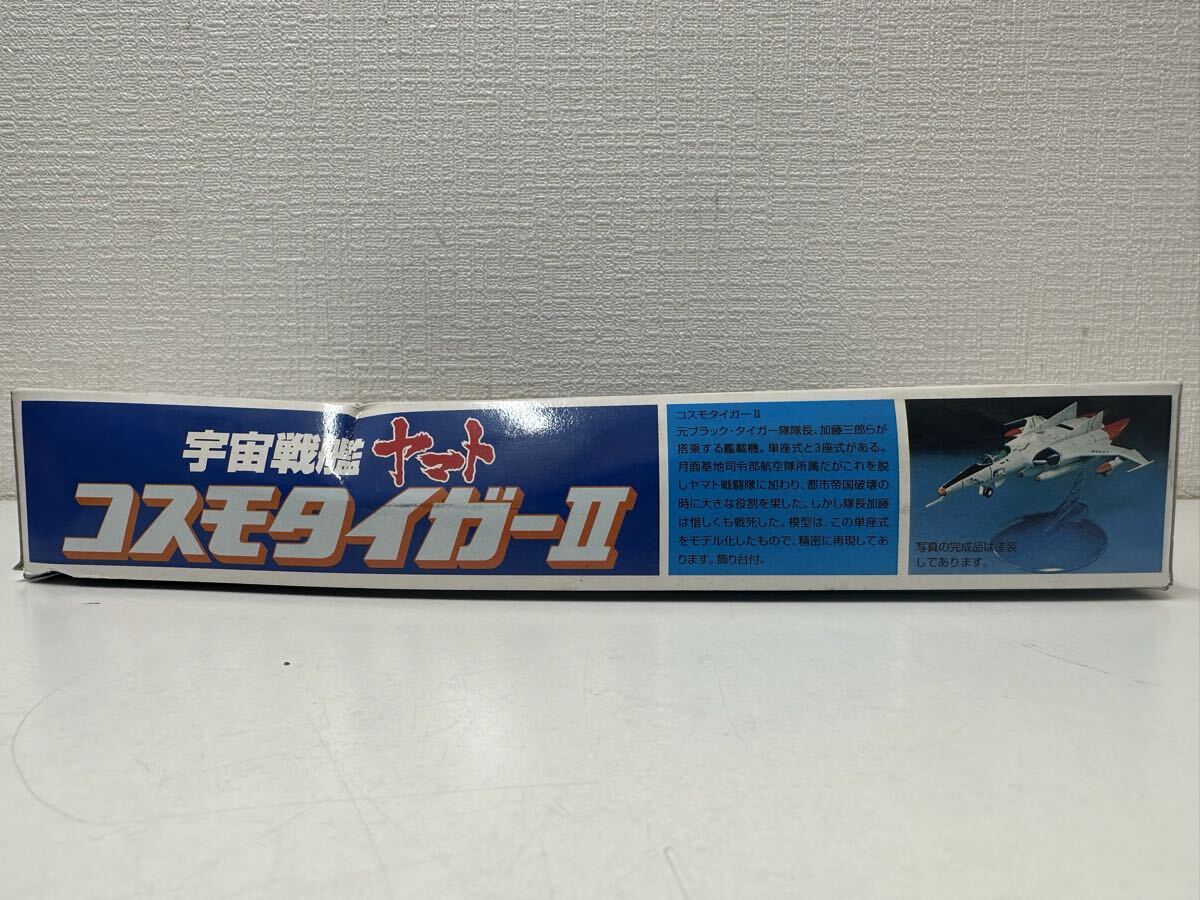 宇宙戦艦ヤマト
コスモタイガーII
コスモタイガーII
元ブラック・タイガー隊隊長、加藤三郎らが
搭乗する艦載機。単座式と3座式がある。
月面基地司令部航空隊所属だがこれを脱
しヤマト戦闘隊に加わり、都市帝国破壊の
時に大きな役割を果した。しかし隊長加藤
は惜しくも戦死した。模型は、この単座式
をモデル化したもので、精密に再現してあ
ります。飾り台付。
写真の完成品は塗装
してあります。